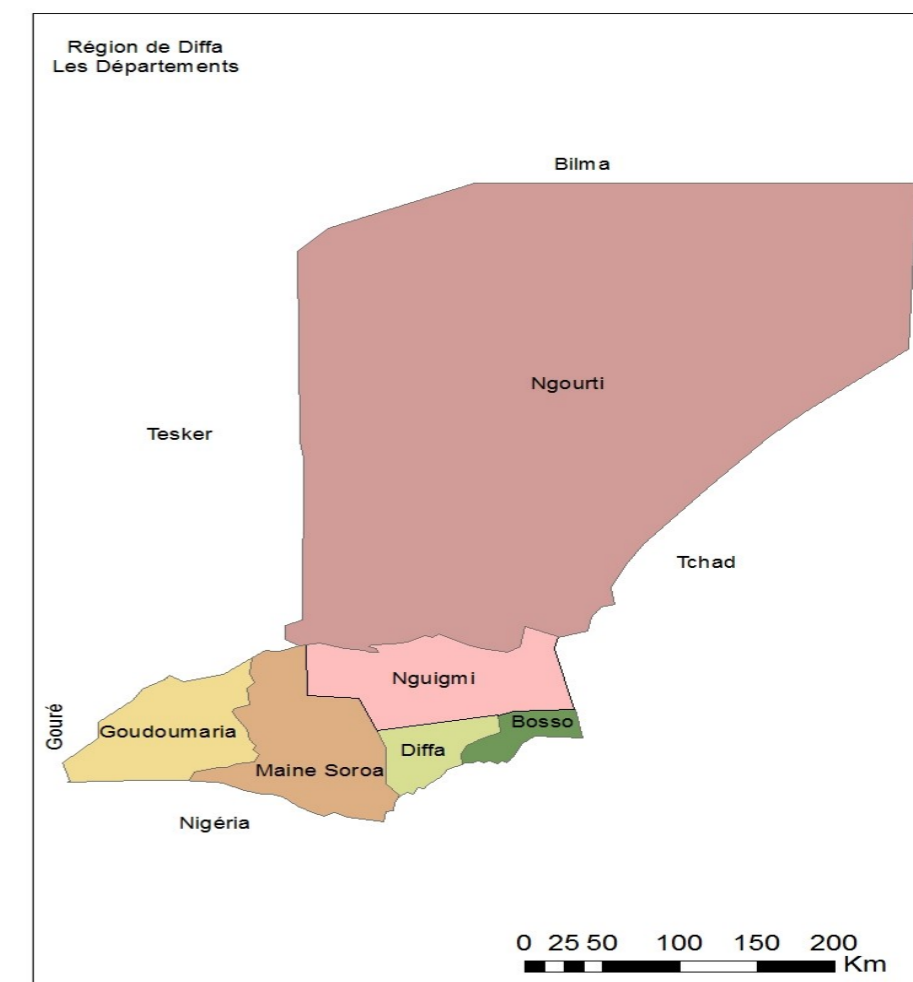 Région de Diffa
Les Départements
Bilma
Ngourti
Tesker
Tchad
Nguigmi
Gouré
Goudoumaria
Bosso
Diffa
Maine Soroa
Nigéria
0 25 50 100 150 200
Km